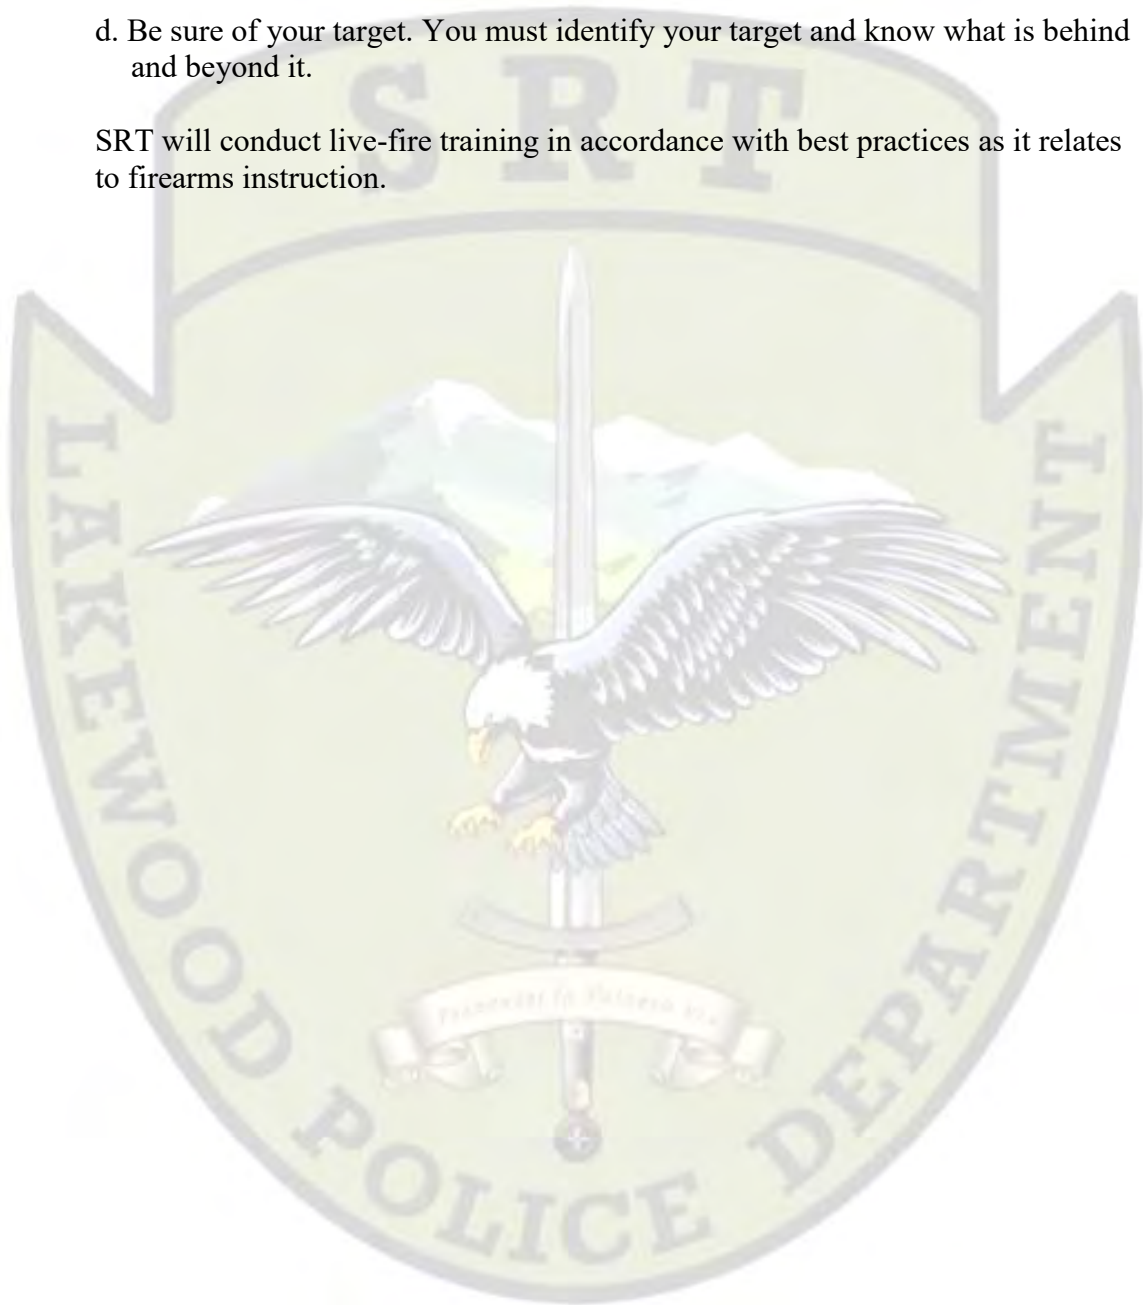 d. Be sure of your target. You must identify your target and know what is behind
and beyond it.
SRT will conduct live-fire training in accordance with best practices as it relates
to firearms instruction.
SRT
LAKEWOOD POLICE DEPARTMENT